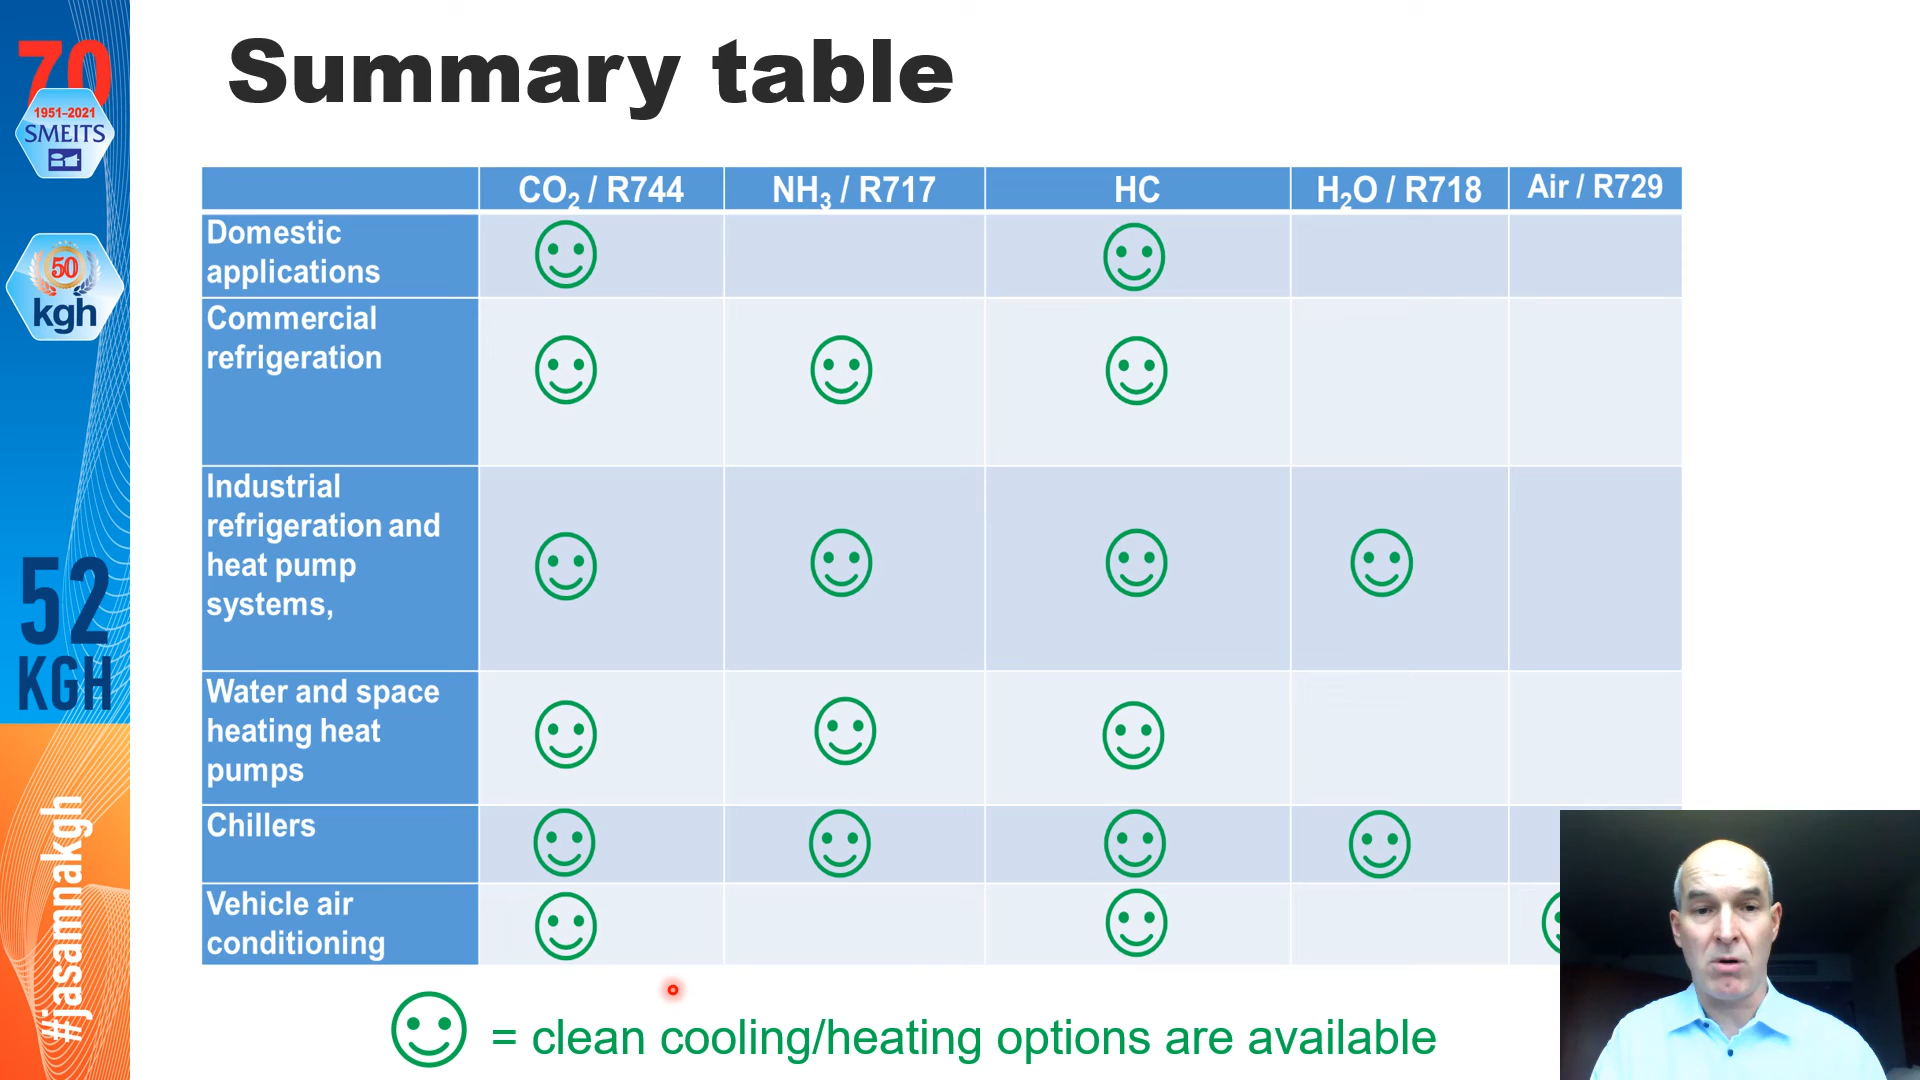 Summary table
70
1951-2021
SMEITS
50
kgh
52
KGH
#jasamnakgh
CO₂ / R744
NH₃ / R717
HC
H₂O / R718
Air / R729
Domestic
applications
Commercial
refrigeration
Industrial
refrigeration and
heat pump
systems,
Water and space
heating heat
pumps
Chillers
Vehicle air
conditioning
= clean cooling/heating options are available